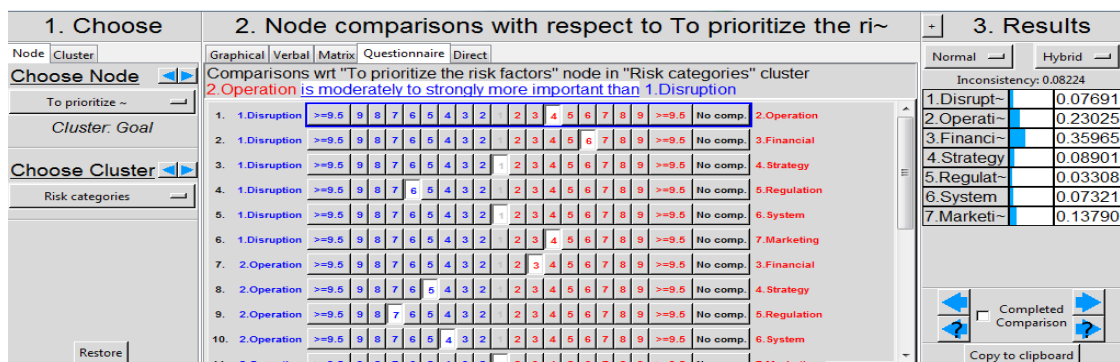 1. Choose
2. Node comparisons with respect to To prioritize the ri~
+ 3. Results
Node Cluster
Graphical Verbal Matrix Questionnaire Direct
Normal Hybrid
Choose Node
To prioritize ~
Cluster: Goal
Choose Cluster
Risk categories
Restore
Comparisons wrt "To prioritize the risk factors" node in "Risk categories" cluster
2.Operation is moderately to strongly more important than 1.Disruption
1. 1.Disruption >=9.5 9 8 7 6 5 4 3 2 1 2 3 4 5 6 7 8 9 >=9.5 No comp. 2.Operation
2. 1.Disruption >=9.5 9 8 7 6 5 4 3 2 1 2 3 4 5 6 7 8 9 >=9.5 No comp. 3.Financial
3. 1.Disruption >=9.5 9 8 7 6 5 4 3 2 1 2 3 4 5 6 7 8 9 >=9.5 No comp. 4.Strategy
4. 1.Disruption >=9.5 9 8 7 6 5 4 3 2 1 2 3 4 5 6 7 8 9 >=9.5 No comp. 5.Regulation
5. 1.Disruption >=9.5 9 8 7 6 5 4 3 2 1 2 3 4 5 6 7 8 9 >=9.5 No comp. 6.System
6. 1.Disruption >=9.5 9 8 7 6 5 4 3 2 1 2 3 4 5 6 7 8 9 >=9.5 No comp. 7.Marketing
7. 2.Operation >=9.5 9 8 7 6 5 4 3 2 1 2 3 4 5 6 7 8 9 >=9.5 No comp. 3.Financial
8. 2.Operation >=9.5 9 8 7 6 5 4 3 2 1 2 3 4 5 6 7 8 9 >=9.5 No comp. 4.Strategy
9. 2.Operation >=9.5 9 8 7 6 5 4 3 2 1 2 3 4 5 6 7 8 9 >=9.5 No comp. 5.Regulation
10. 2.Operation >=9.5 9 8 7 6 5 4 3 2 1 2 3 4 5 6 7 8 9 >=9.5 No comp. 6.System
Inconsistency: 0.08224
1.Disrupt~ 0.07691
2.Operati~ 0.23025
3.Financi~ 0.35965
4.Strategy 0.08901
5.Regulat~ 0.03308
6.System 0.07321
7.Marketi~ 0.13790
Completed
Comparison
? ?
Copy to clipboard